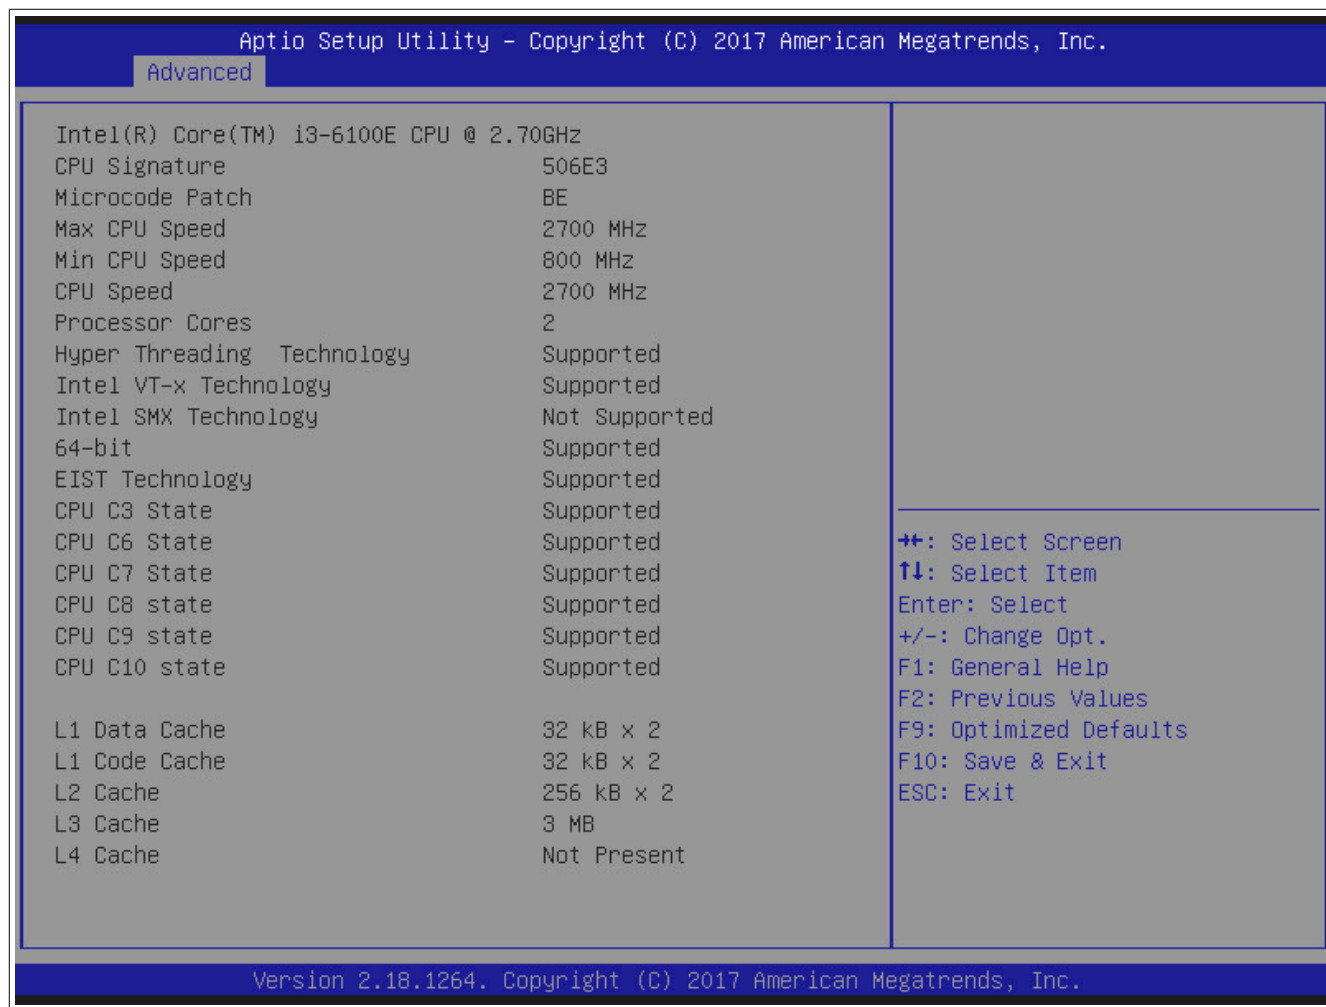 Aptio Setup Utility – Copyright (C) 2017 American Megatrends, Inc.
Advanced
Intel(R) Core(TM) i3-6100E CPU @ 2.70GHz
CPU Signature 506E3
Microcode Patch BE
Max CPU Speed 2700 MHz
Min CPU Speed 800 MHz
CPU Speed 2700 MHz
Processor Cores 2
Hyper Threading Technology Supported
Intel VT-x Technology Supported
Intel SMX Technology Not Supported
64-bit Supported
EIST Technology Supported
CPU C3 State Supported
CPU C6 State Supported
CPU C7 State Supported
CPU C8 state Supported
CPU C9 state Supported
CPU C10 state Supported
L1 Data Cache 32 kB x 2
L1 Code Cache 32 kB x 2
L2 Cache 256 kB x 2
L3 Cache 3 MB
L4 Cache Not Present
→←: Select Screen
↑↓: Select Item
Enter: Select
+/-: Change Opt.
F1: General Help
F2: Previous Values
F9: Optimized Defaults
F10: Save & Exit
ESC: Exit
Version 2.18.1264. Copyright (C) 2017 American Megatrends, Inc.